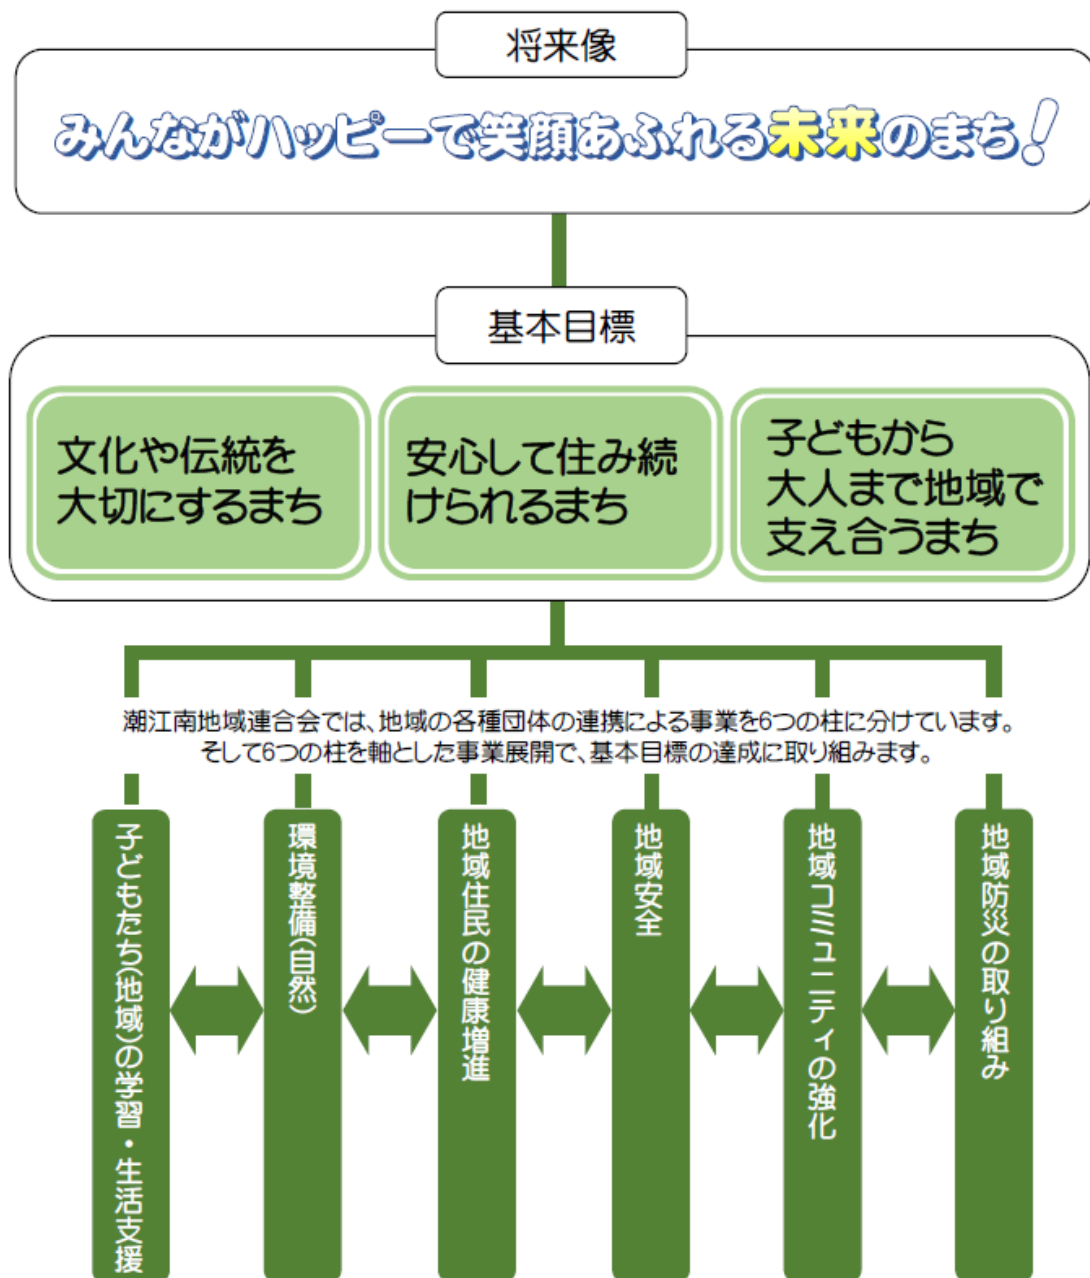 将来像
みんながハッピーで笑顔あふれる未来のまち!
基本目標
文化や伝統を
大切にするまち
安心して住み続
けられるまち
子どもから
大人まで地域で
支え合うまち
潮江南地域連合会では、地域の各種団体の連携による事業を6つの柱に分けています。
そして6つの柱を軸とした事業展開で、基本目標の達成に取り組みます。
子どもたち(地域)の学習・生活支援
環境整備(自然)
地域住民の健康増進
地域安全
地域コミュニティの強化
地域防災の取り組み